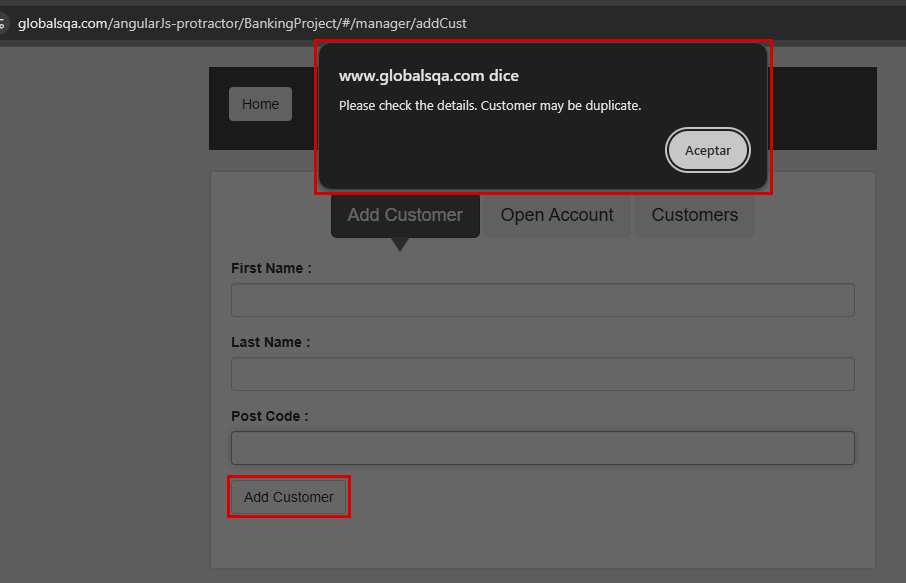 globalsqa.com/angularJs-protractor/BankingProject/#/manager/addCust
www.globalsqa.com dice
Please check the details. Customer may be duplicate.
Aceptar
Home
Add Customer
Open Account
Customers
First Name :
Last Name :
Post Code :
Add Customer